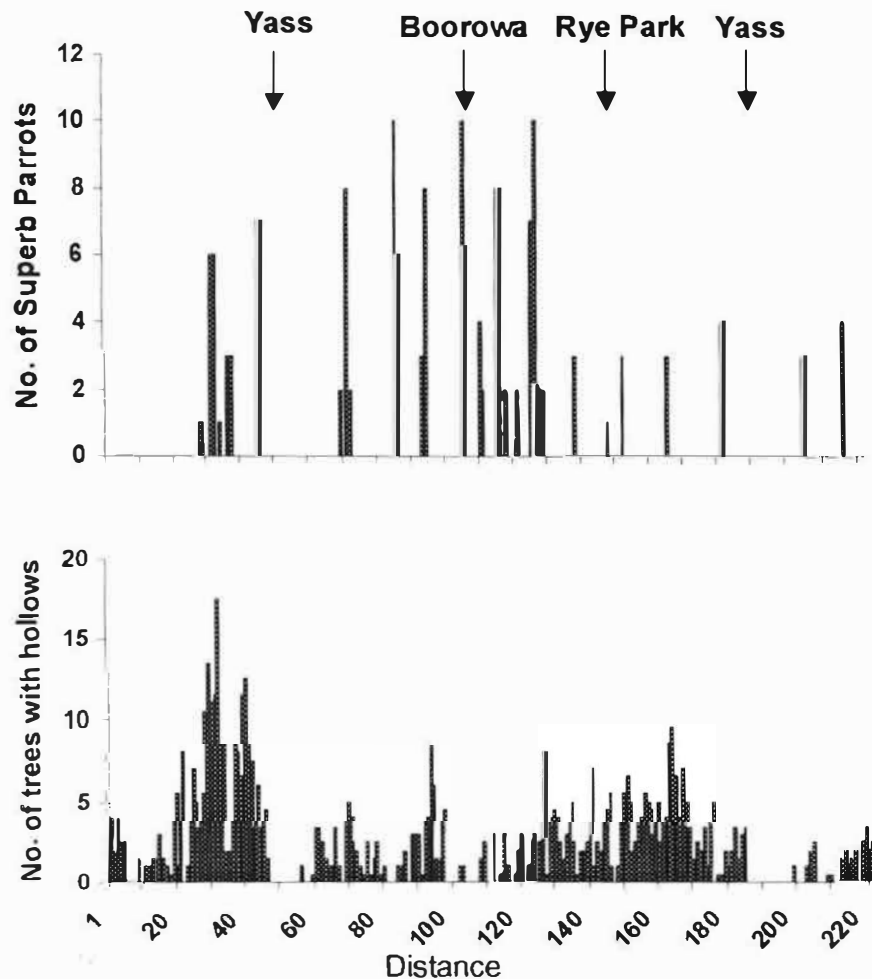 Yass Boorowa Rye Park Yass
No. of Superb Parrots
12
10
8
6
4
2
0
No. of trees with hollows
20
15
10
5
0
1 20 40 60 80 100 120 140 160 180 200 220
Distance